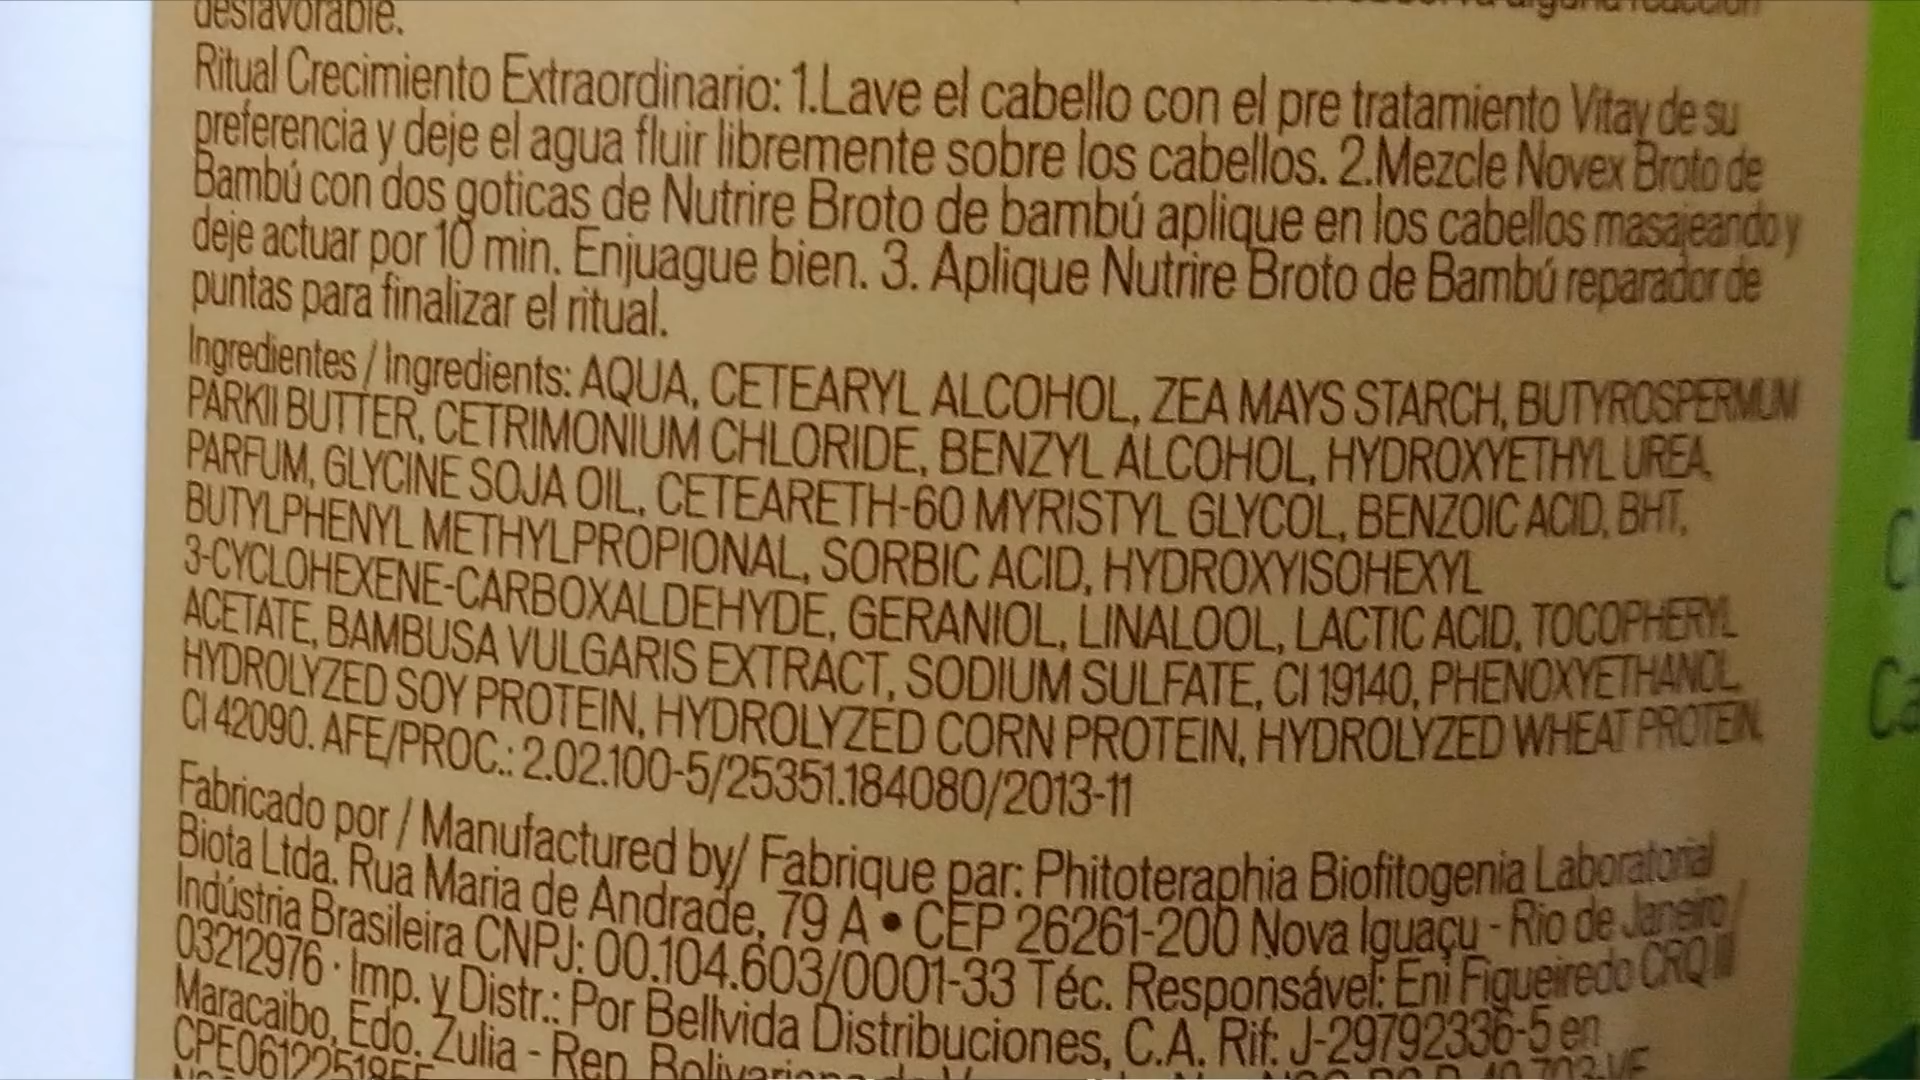 desfavorable.
Ritual Crecimiento Extraordinario: 1.Lave el cabello con el pre tratamiento Vitay de su
preferencia y deje el agua fluir libremente sobre los cabellos. 2.Mezcle Novex Broto de
Bambú con dos goticas de Nutrire Broto de bambú aplique en los cabellos masajeando y
deje actuar por 10 min. Enjuague bien. 3. Aplique Nutrire Broto de Bambú reparador de
puntas para finalizar el ritual.
Ingredientes / Ingredients: AQUA, CETEARYL ALCOHOL, ZEA MAYS STARCH, BUTYROSPERMUM
PARKII BUTTER, CETRIMONIUM CHLORIDE, BENZYL ALCOHOL, HYDROXYETHYL UREA,
PARFUM, GLYCINE SOJA OIL, CETEARETH-60 MYRISTYL GLYCOL, BENZOIC ACID, BHT,
BUTYLPHENYL METHYLPROPIONAL, SORBIC ACID, HYDROXYISOHEXYL
3-CYCLOHEXENE-CARBOXALDEHYDE, GERANIOL, LINALOOL, LACTIC ACID, TOCOPHERYL
ACETATE, BAMBUSA VULGARIS EXTRACT, SODIUM SULFATE, CI 19140, PHENOXYETHANOL,
HYDROLYZED SOY PROTEIN, HYDROLYZED CORN PROTEIN, HYDROLYZED WHEAT PROTEIN,
CI 42090. AFE/PROC.: 2.02.100-5/25351.184080/2013-11
Fabricado por / Manufactured by/ Fabrique par: Phitoteraphia Biofitogenia Laboratorial
Biota Ltda. Rua Maria de Andrade, 79 A • CEP 26261-200 Nova Iguaçu - Rio de Janeiro /
Indústria Brasileira CNPJ: 00.104.603/0001-33 Téc. Responsável: Eni Figueiredo CRQ III
03212976 · Imp. y Distr.: Por Bellvida Distribuciones, C.A. Rif: J-29792336-5 en
Maracaibo, Edo. Zulia - Rep. Bolivariana de